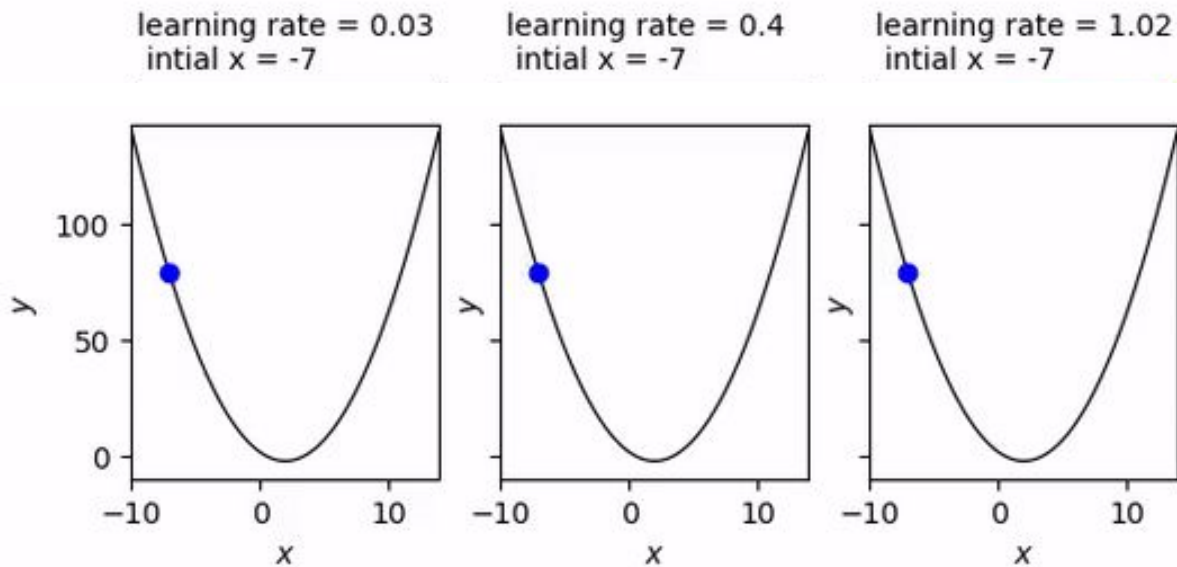 learning rate = 0.03
intial x = -7
learning rate = 0.4
intial x = -7
learning rate = 1.02
intial x = -7
y
100
50
0
−10 0 10
x
y
−10 0 10
x
y
−10 0 10
x